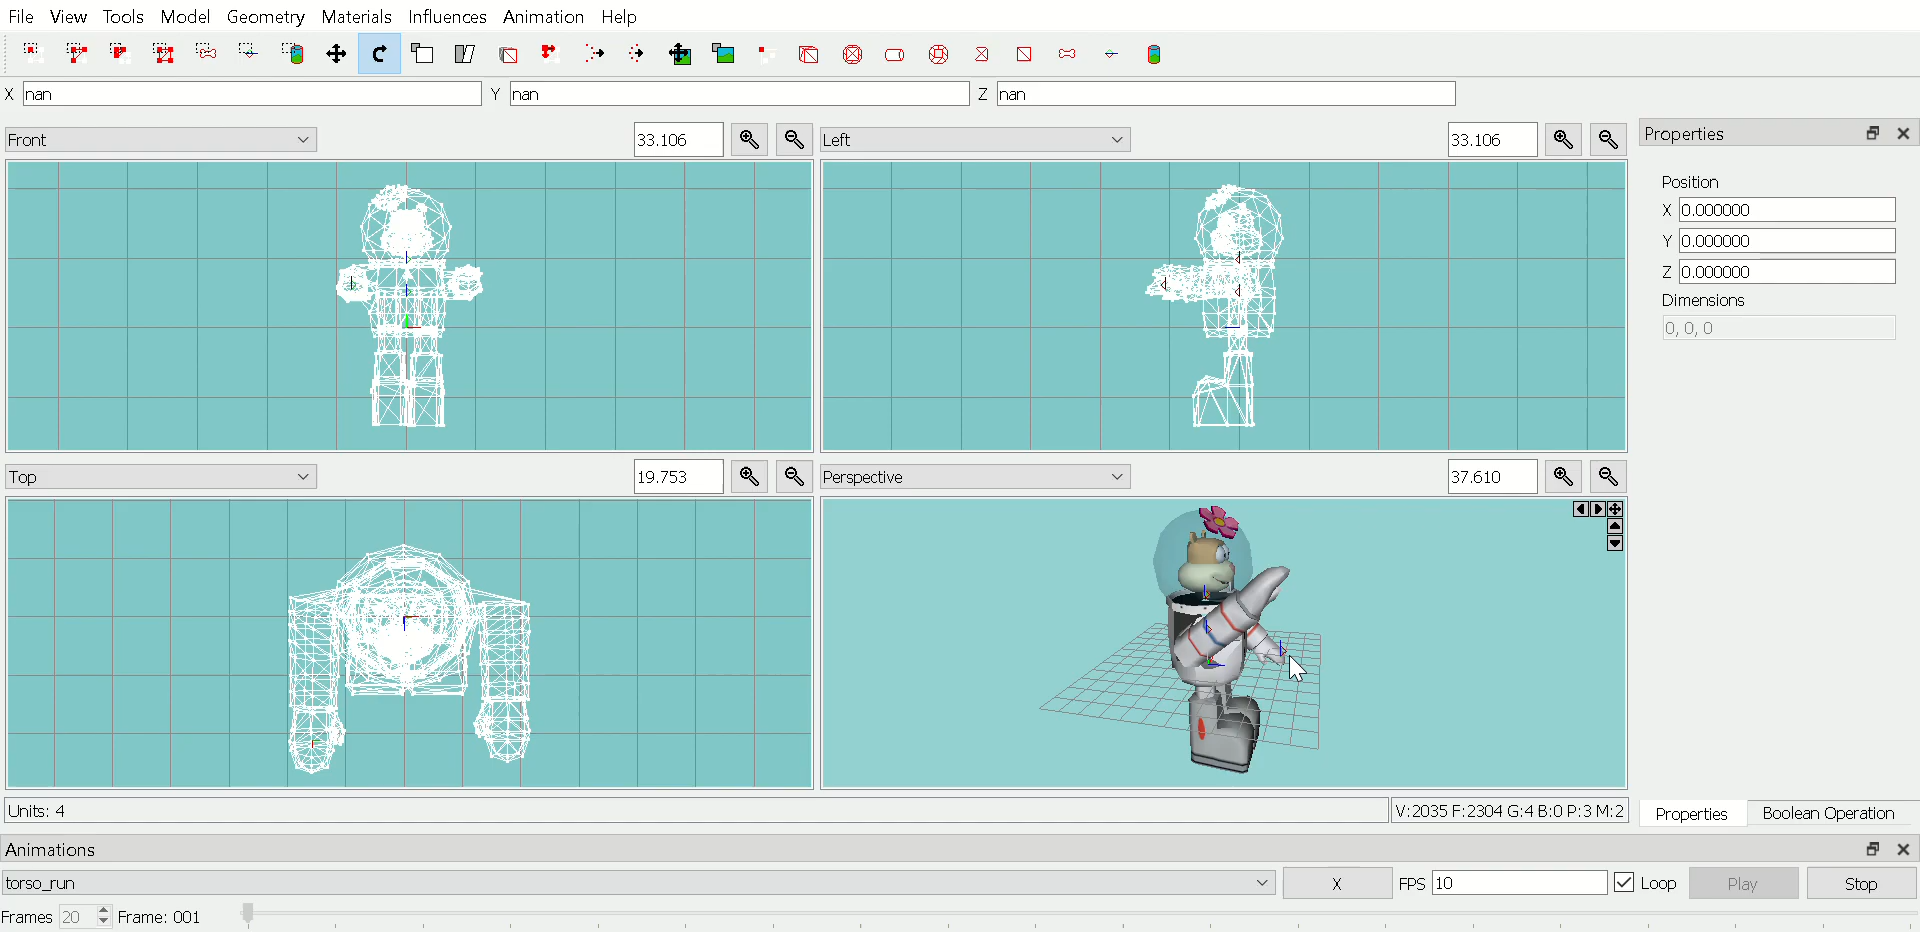 File View Tools Model Geometry Materials Influences Animation Help
X nan Y nan Z nan
Front 33.106 Left 33.106 Properties
Position
X 0.000000
Y 0.000000
Z 0.000000
Dimensions
0, 0, 0
Top 19.753 Perspective 37.610
Units: 4 V:2035 F:2304 G:4 B:0 P:3 M:2 Properties Boolean Operation
Animations
torso_run X FPS 10 Loop Play Stop
Frames 20 Frame: 001